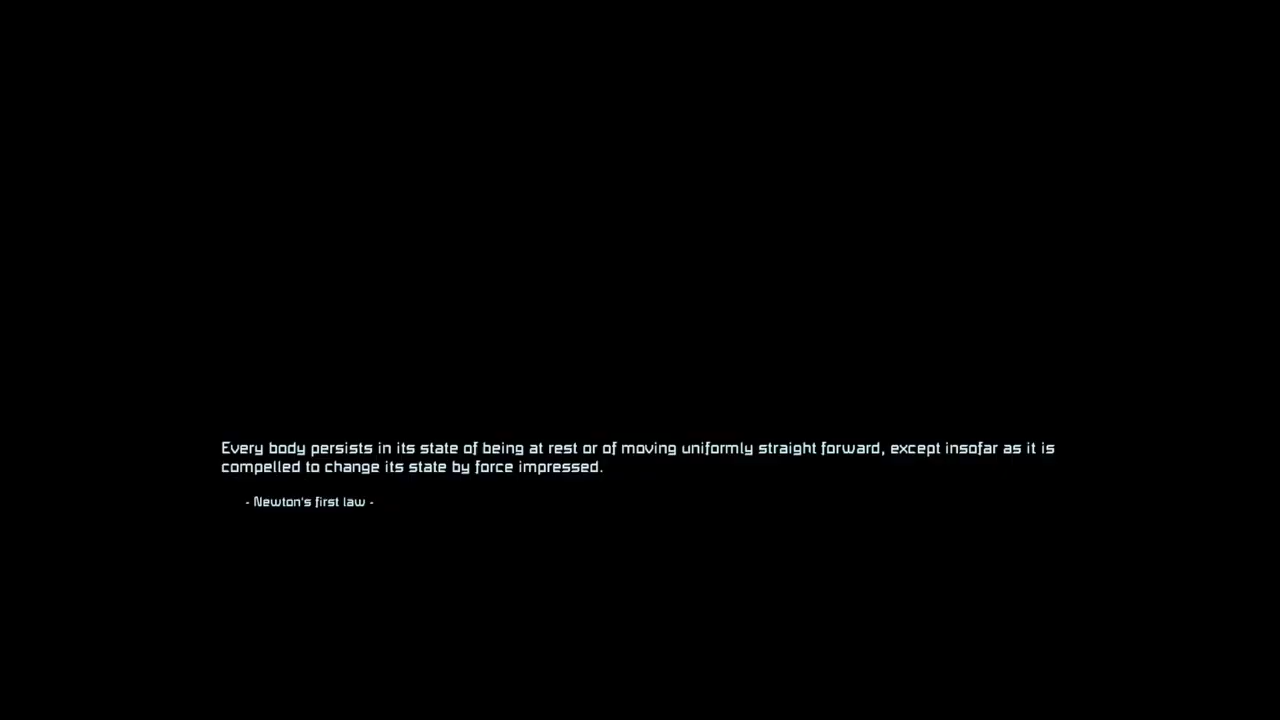 Every body persists in its state of being at rest or of moving uniformly straight forward, except insofar as it is
compelled to change its state by force impressed.
- Newton's first law -